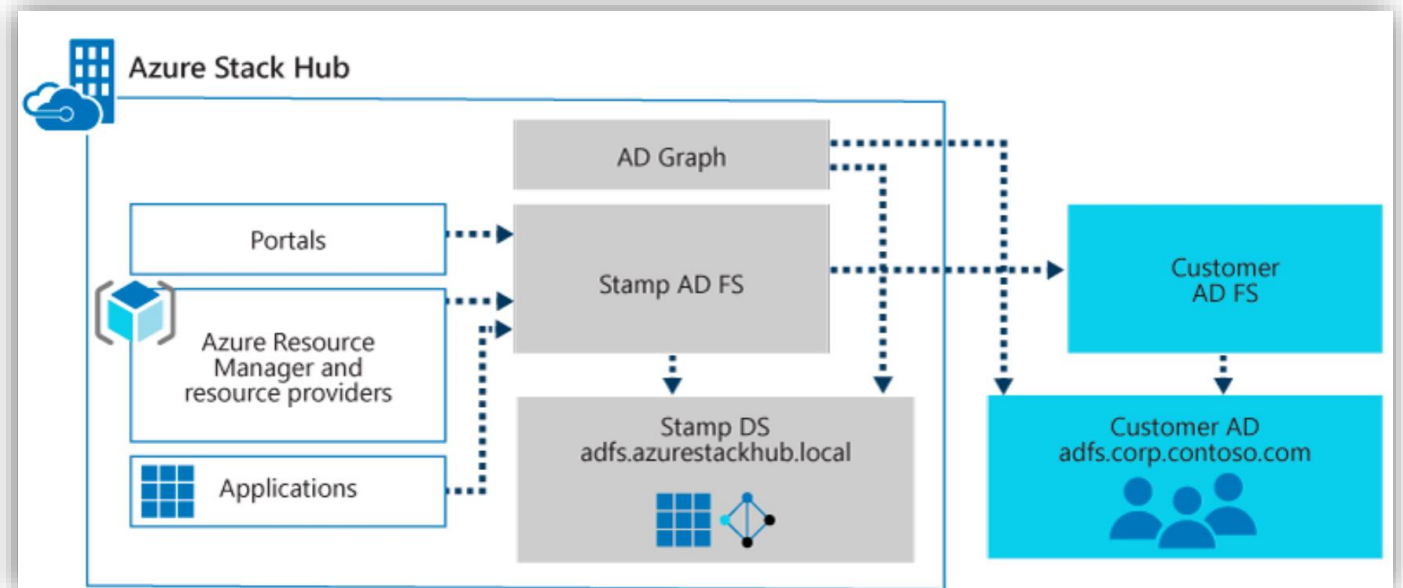 Azure Stack Hub
AD Graph
Portals
Stamp AD FS
Customer
AD FS
Azure Resource
Manager and
resource providers
Stamp DS
adfs.azurestackhub.local
Customer AD
adfs.corp.contoso.com
Applications